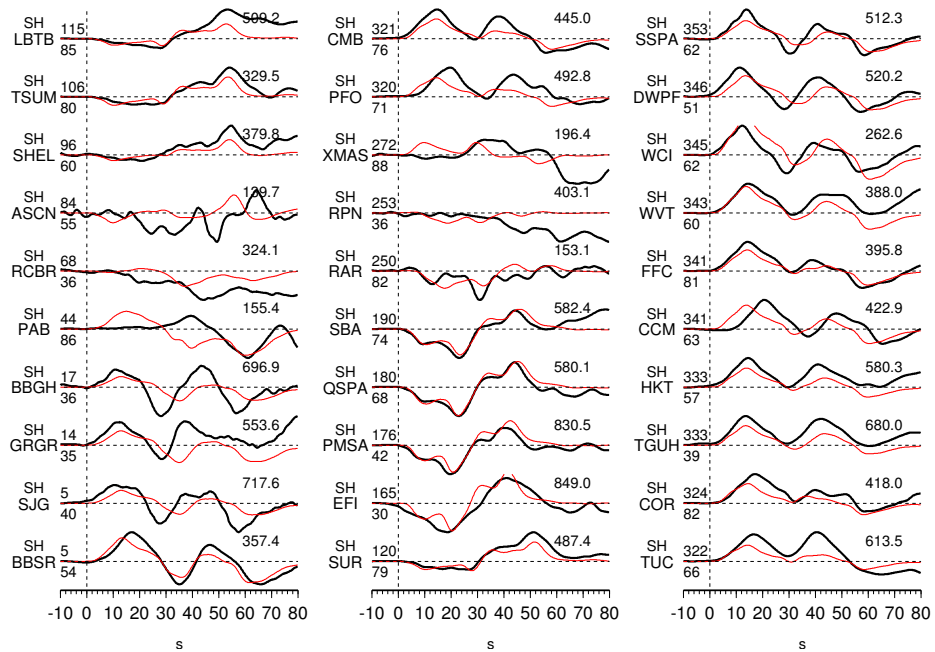 SH
LBTB
115
85
509.2
SH
TSUM
106
80
329.5
SH
SHEL
96
60
379.8
SH
ASCN
84
55
139.7
SH
RCBR
68
36
324.1
SH
PAB
44
86
155.4
SH
BBGH
17
36
696.9
SH
GRGR
14
35
553.6
SH
SJG
5
40
717.6
SH
BBSR
5
54
357.4
-10 0 10 20 30 40 50 60 70 80
s
SH
CMB
321
76
445.0
SH
PFO
320
71
492.8
SH
XMAS
272
88
196.4
SH
RPN
253
36
403.1
SH
RAR
250
82
153.1
SH
SBA
190
74
582.4
SH
QSPA
180
68
580.1
SH
PMSA
176
42
830.5
SH
EFI
165
30
849.0
SH
SUR
120
79
487.4
-10 0 10 20 30 40 50 60 70 80
s
SH
SSPA
353
62
512.3
SH
DWPF
346
51
520.2
SH
WCI
345
62
262.6
SH
WVT
343
60
388.0
SH
FFC
341
81
395.8
SH
CCM
341
63
422.9
SH
HKT
333
57
580.3
SH
TGUH
333
39
680.0
SH
COR
324
82
418.0
SH
TUC
322
66
613.5
-10 0 10 20 30 40 50 60 70 80
s